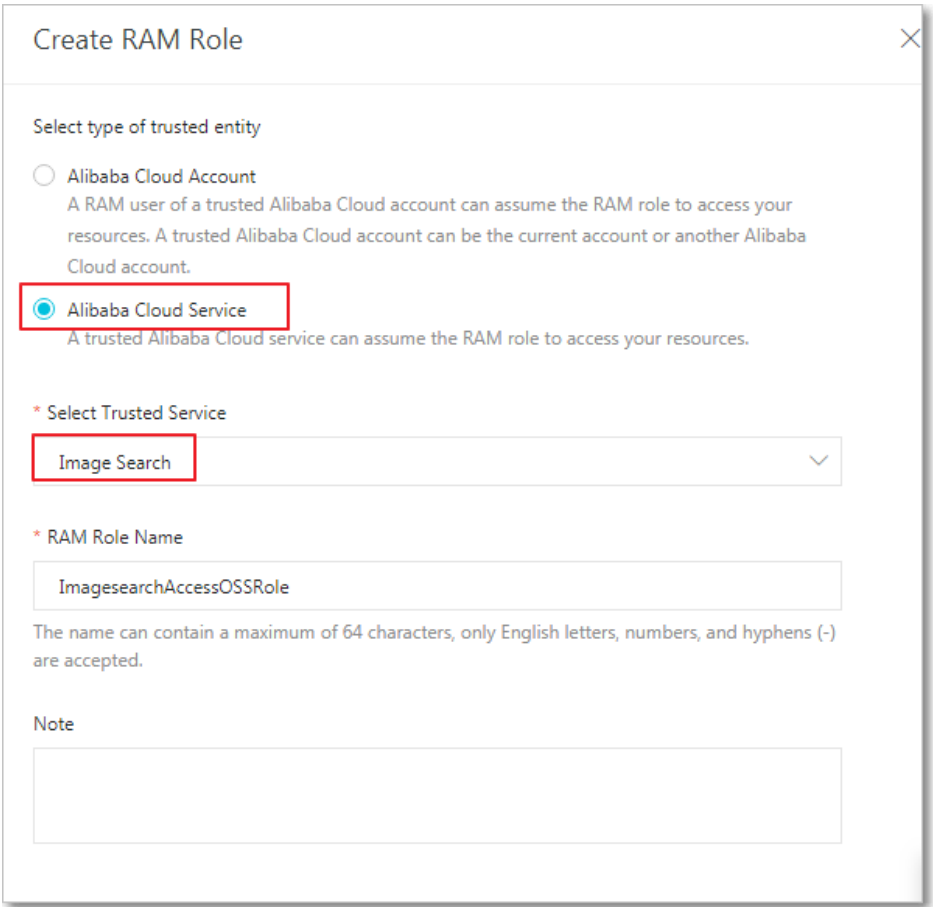 Create RAM Role
Select type of trusted entity
Alibaba Cloud Account
A RAM user of a trusted Alibaba Cloud account can assume the RAM role to access your
resources. A trusted Alibaba Cloud account can be the current account or another Alibaba
Cloud account.
Alibaba Cloud Service
A trusted Alibaba Cloud service can assume the RAM role to access your resources.
* Select Trusted Service
Image Search
* RAM Role Name
ImagesearchAccessOSSRole
The name can contain a maximum of 64 characters, only English letters, numbers, and hyphens (-)
are accepted.
Note